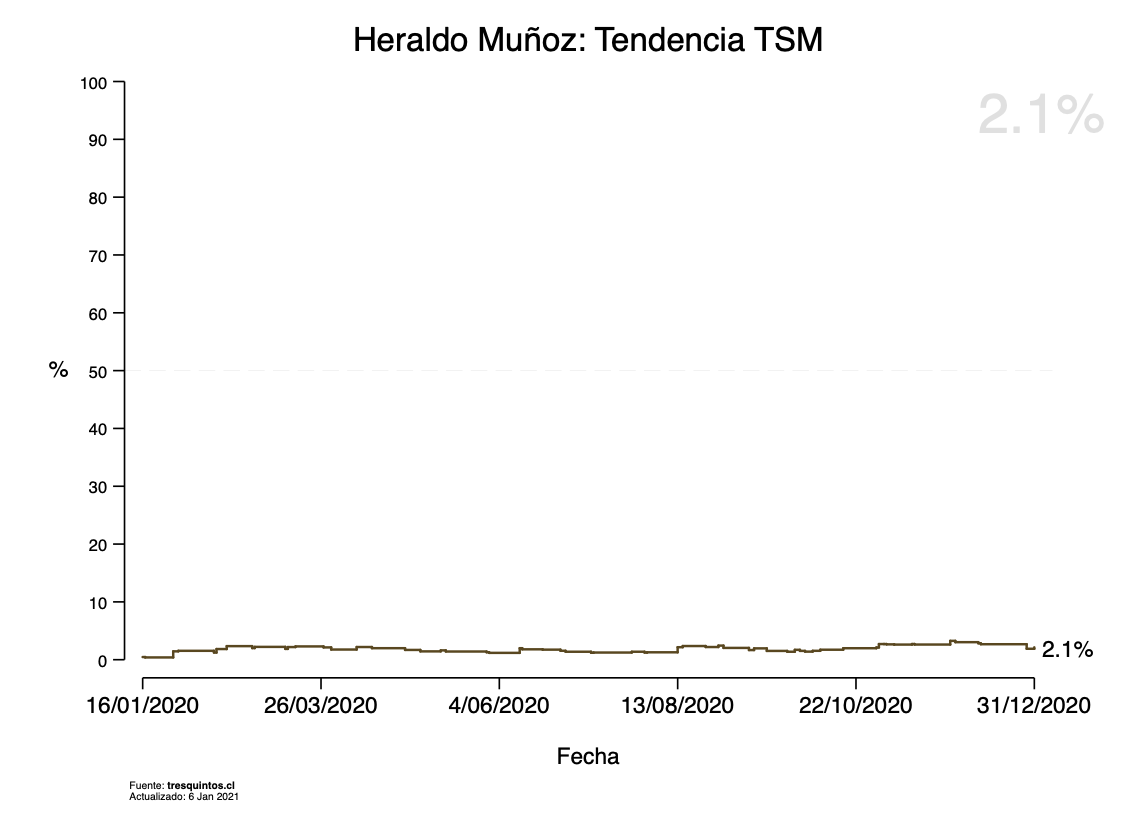 Heraldo Muñoz: Tendencia TSM
2.1%
100
90
80
70
60
%
50
40
30
20
10
0
2.1%
16/01/2020 26/03/2020 4/06/2020 13/08/2020 22/10/2020 31/12/2020
Fecha
Fuente: tresquintos.cl
Actualizado: 6 Jan 2021